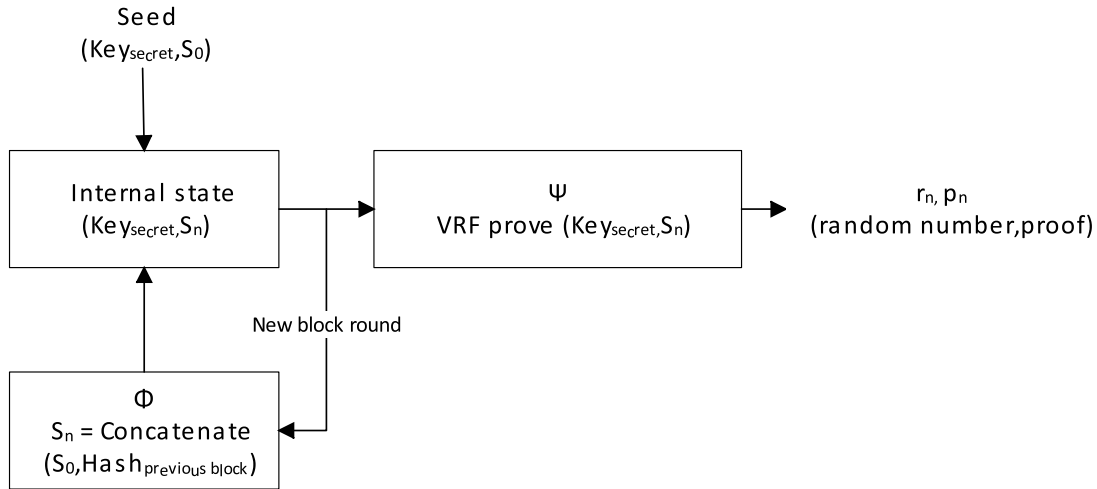 Seed
(Keysecret,S0)
Internal state
(Keysecret,Sn)
Ψ
VRF prove (Keysecret,Sn)
rn, pn
(random number,proof)
New block round
Φ
Sn = Concatenate
(S0,Hashprevious block)